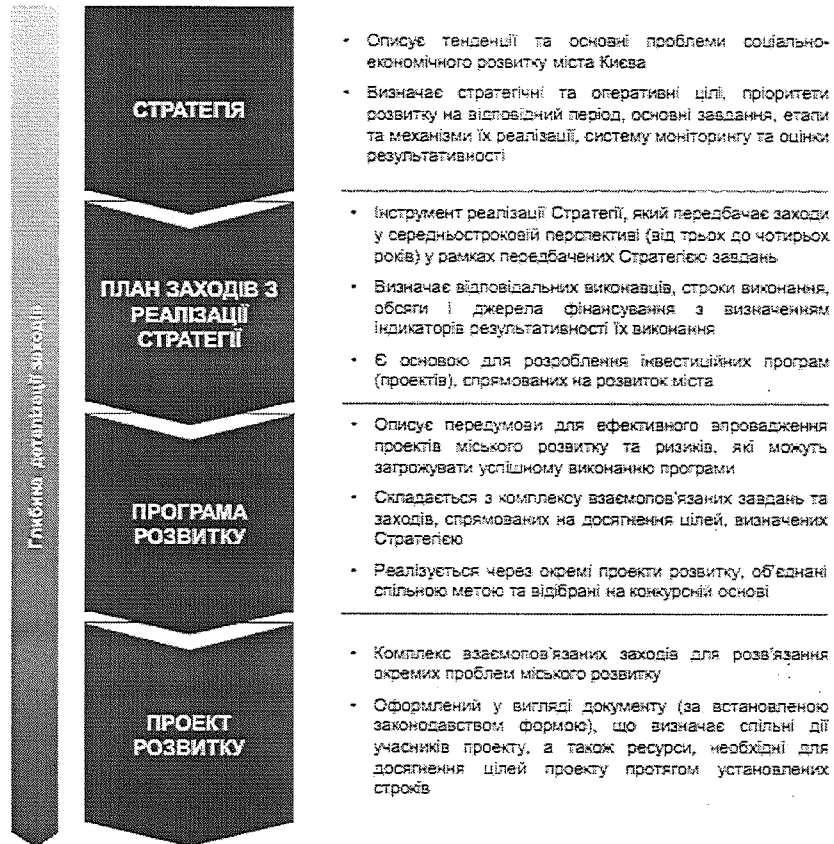 Глибина деталізації заходів
СТРАТЕГІЯ
• Описує тенденції та основні проблеми соціально-
економічного розвитку міста Києва
• Визначає стратегічні та оперативні цілі, пріоритети
розвитку на відповідний період, основні завдання, етапи
та механізми їх реалізації, систему моніторингу та оцінки
результативності
ПЛАН ЗАХОДІВ З
РЕАЛІЗАЦІЇ
СТРАТЕГІЇ
• Інструмент реалізації Стратегії, який передбачає заходи
у середньостроковій перспективі (від трьох до чотирьох
років) у рамках передбачених Стратегією завдань
• Визначає відповідальних виконавців, строки виконання,
обсяги і джерела фінансування з визначенням
індикаторів результативності їх виконання
• Є основою для розроблення інвестиційних програм
(проектів), спрямованих на розвиток міста
ПРОГРАМА
РОЗВИТКУ
• Описує передумови для ефективного впровадження
проектів міського розвитку та ризиків, які можуть
загрожувати успішному виконанню програми
• Складається з комплексу взаємопов'язаних завдань та
заходів, спрямованих на досягнення цілей, визначених
Стратегією
• Реалізується через окремі проекти розвитку, об'єднані
спільною метою та відібрані на конкурсній основі
ПРОЕКТ
РОЗВИТКУ
• Комплекс взаємопов'язаних заходів для розв'язання
окремих проблем міського розвитку
• Оформлений у вигляді документу (за встановленою
законодавством формою), що визначає спільні дії
учасників проекту, а також ресурси, необхідні для
досягнення цілей проекту протягом установлених
строків